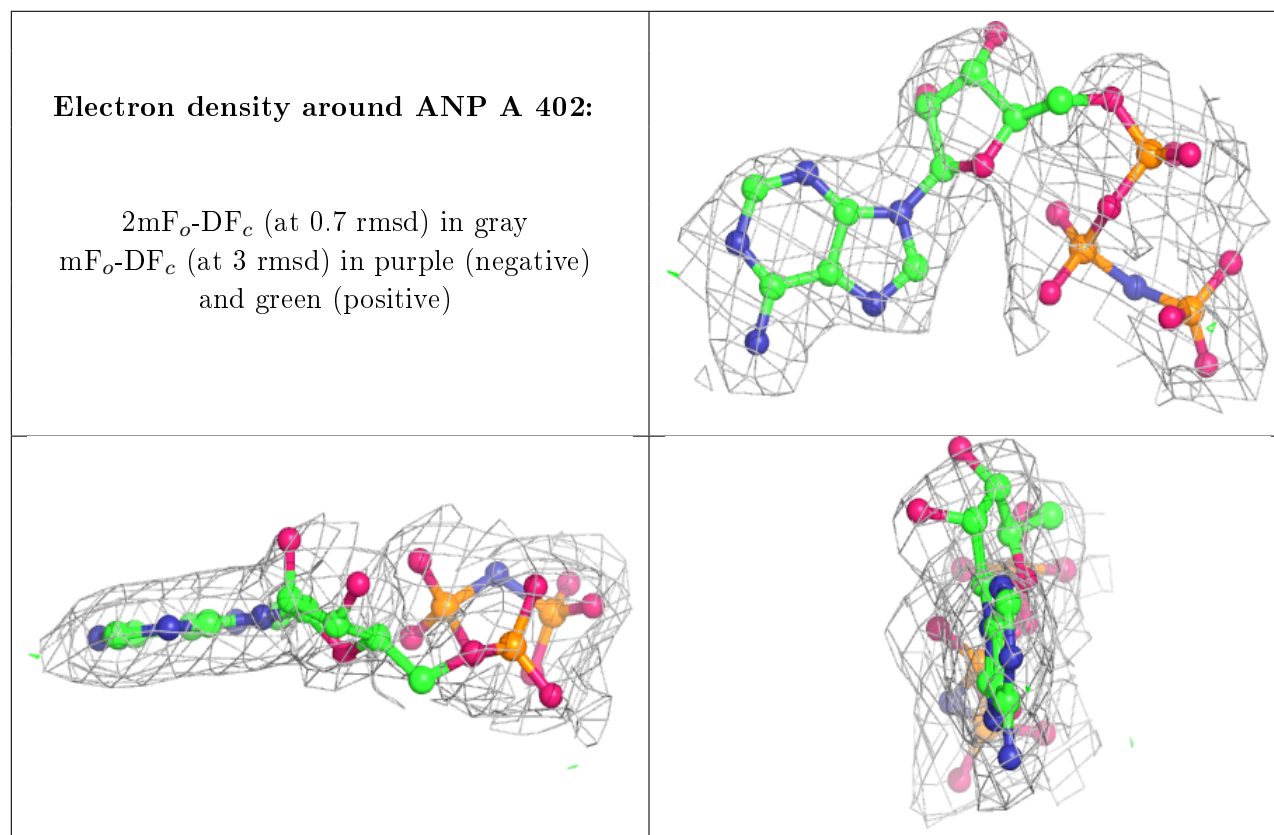 Electron density around ANP A 402:
2mFo-DFc (at 0.7 rmsd) in gray
mFo-DFc (at 3 rmsd) in purple (negative)
and green (positive)